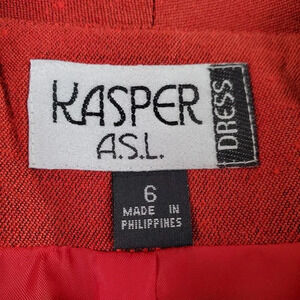 KASPER
A.S.L.
DRESS
6
MADE IN
PHILIPPINES